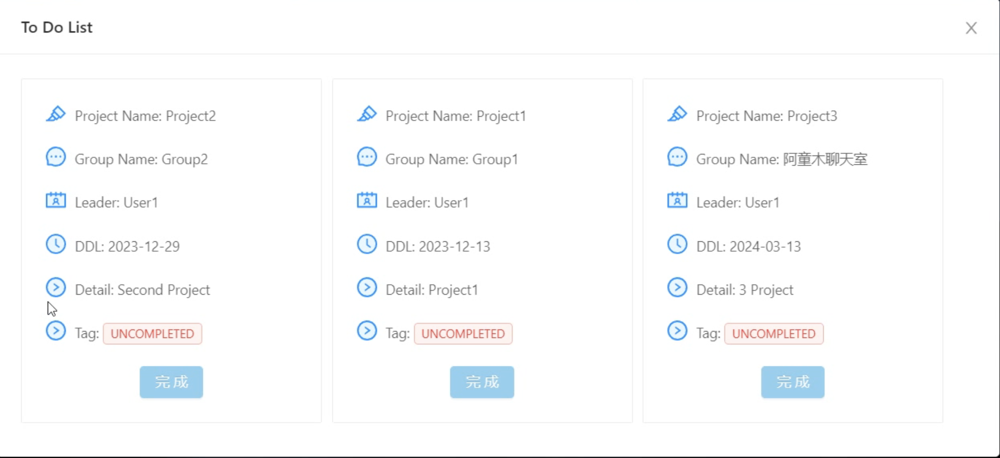 To Do List
Project Name: Project2
Group Name: Group2
Leader: User1
DDL: 2023-12-29
Detail: Second Project
Tag: UNCOMPLETED
完成
Project Name: Project1
Group Name: Group1
Leader: User1
DDL: 2023-12-13
Detail: Project1
Tag: UNCOMPLETED
完成
Project Name: Project3
Group Name: 阿童木聊天室
Leader: User1
DDL: 2024-03-13
Detail: 3 Project
Tag: UNCOMPLETED
完成